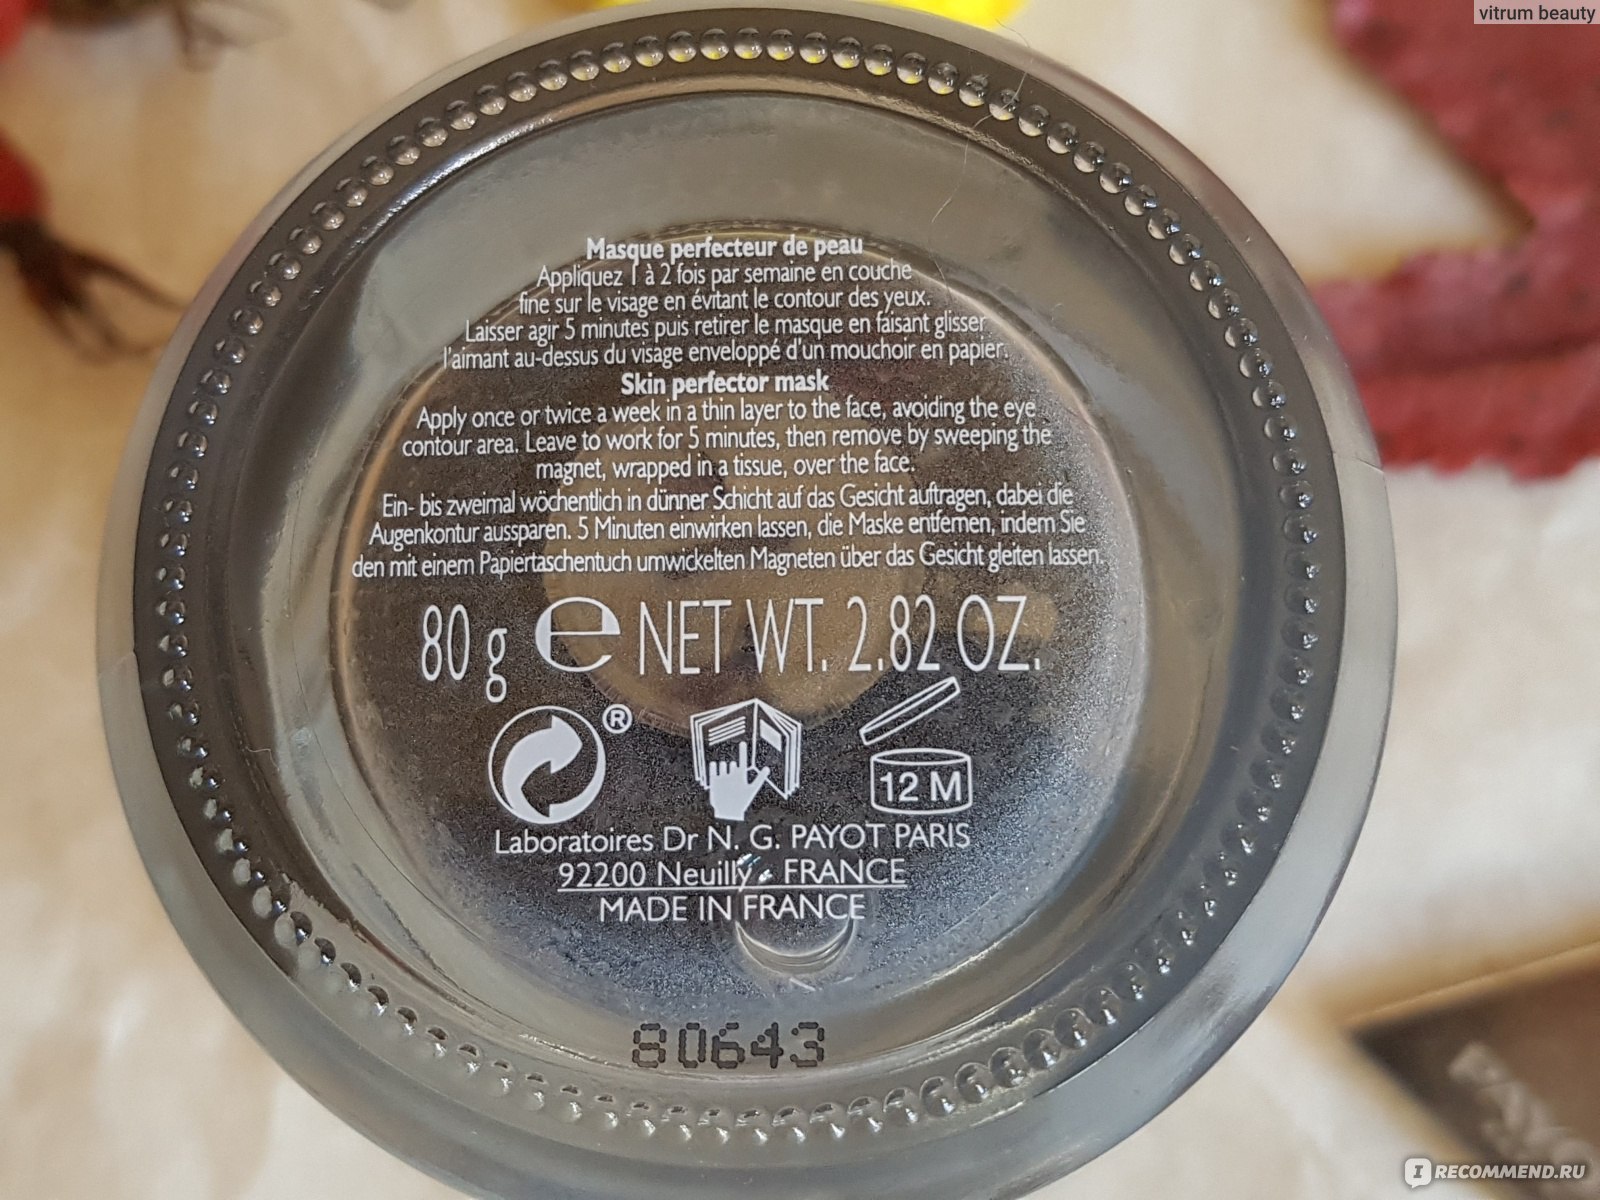 vitrum beauty
Masque perfecteur de peau
Appliquez 1 à 2 fois par semaine en couche
fine sur le visage en évitant le contour des yeux.
Laisser agir 5 minutes puis retirer le masque en faisant glisser
l'aimant au-dessus du visage enveloppé d'un mouchoir en papier.
Skin perfector mask
Apply once or twice a week in a thin layer to the face, avoiding the eye
contour area. Leave to work for 5 minutes, then remove by sweeping the
magnet, wrapped in a tissue, over the face.
Ein- bis zweimal wöchentlich in dünner Schicht auf das Gesicht auftragen, dabei die
Augenkontur aussparen. 5 Minuten einwirken lassen, die Maske entfernen, indem Sie
den mit einem Papiertaschentuch umwickelten Magneten über das Gesicht gleiten lassen.
80 g e NET WT. 2.82 OZ.
®
12 M
Laboratoires Dr N. G. PAYOT PARIS
92200 Neuilly - FRANCE
MADE IN FRANCE
80643
PAYO
IRECOMMEND.RU